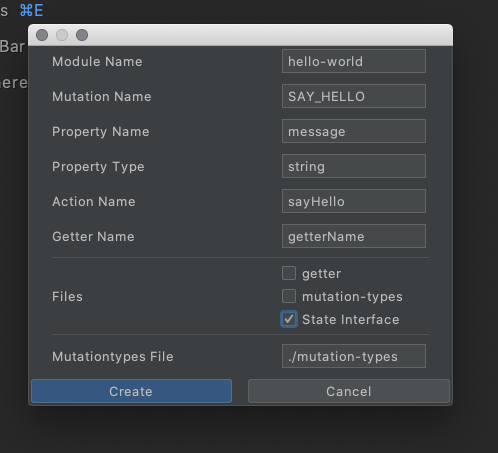 s ⌘E
Bar
here
Module Name hello-world
Mutation Name SAY_HELLO
Property Name message
Property Type string
Action Name sayHello
Getter Name getterName
getter
Files mutation-types
State Interface
Mutationtypes File ./mutation-types
Create Cancel